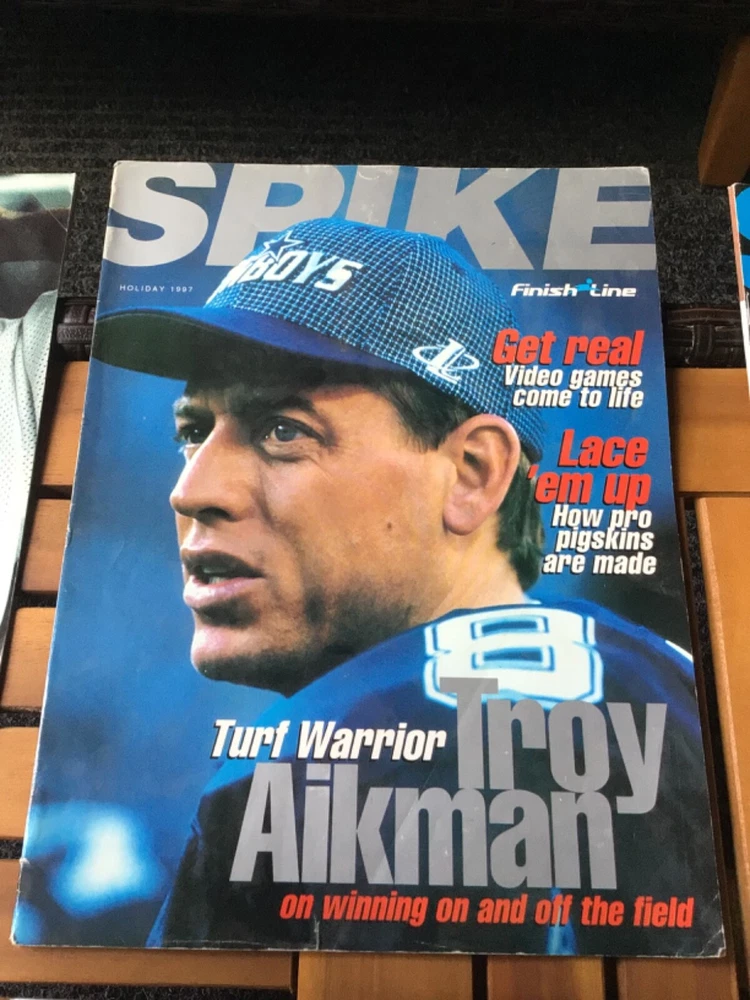 SPIKE
HOLIDAY 1997
Finish Line
BOYS
Get real
Video games
come to life
Lace
'em up
How pro
pigskins
are made
8
Turf Warrior
Troy
Aikman
on winning on and off the field